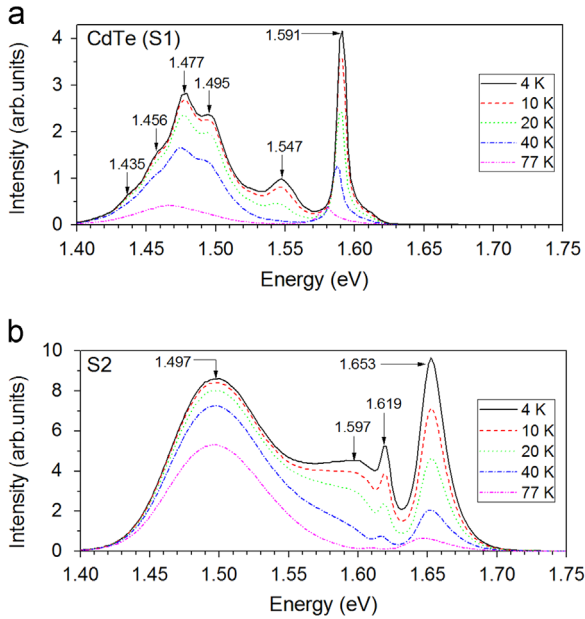 a
CdTe (S1)
1.591
1.477
1.495
1.456
1.435
1.547
4 K
10 K
20 K
40 K
77 K
4
3
2
1
0
Intensity (arb.units)
1.40 1.45 1.50 1.55 1.60 1.65 1.70 1.75
Energy (eV)
b
S2
1.497
1.653
1.619
1.597
4 K
10 K
20 K
40 K
77 K
10
8
6
4
2
0
Intensity (arb.units)
1.40 1.45 1.50 1.55 1.60 1.65 1.70 1.75
Energy (eV)